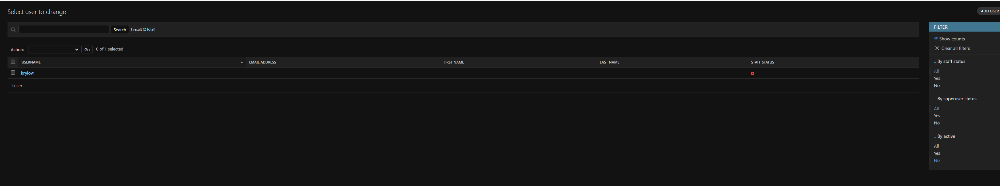 Select user to change
ADD USER
Search 1 result (2 total)
Action: --------- Go 0 of 1 selected
USERNAME EMAIL ADDRESS FIRST NAME LAST NAME STAFF STATUS
krylov1 - - -
1 user
FILTER
Show counts
Clear all filters
↓ By staff status
All
Yes
No
↓ By superuser status
All
Yes
No
↓ By active
All
Yes
No